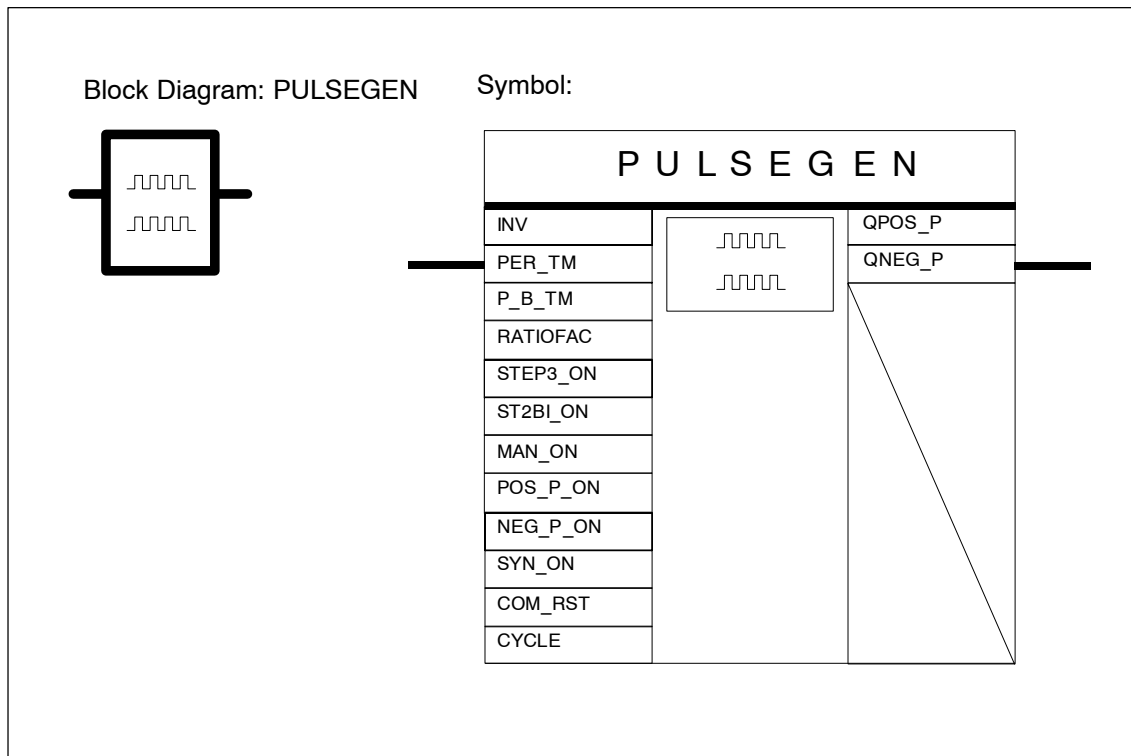 Block Diagram: PULSEGEN
Symbol:
PULSEGEN
INV
QPOS_P
PER_TM
QNEG_P
P_B_TM
RATIOFAC
STEP3_ON
ST2BI_ON
MAN_ON
POS_P_ON
NEG_P_ON
SYN_ON
COM_RST
CYCLE